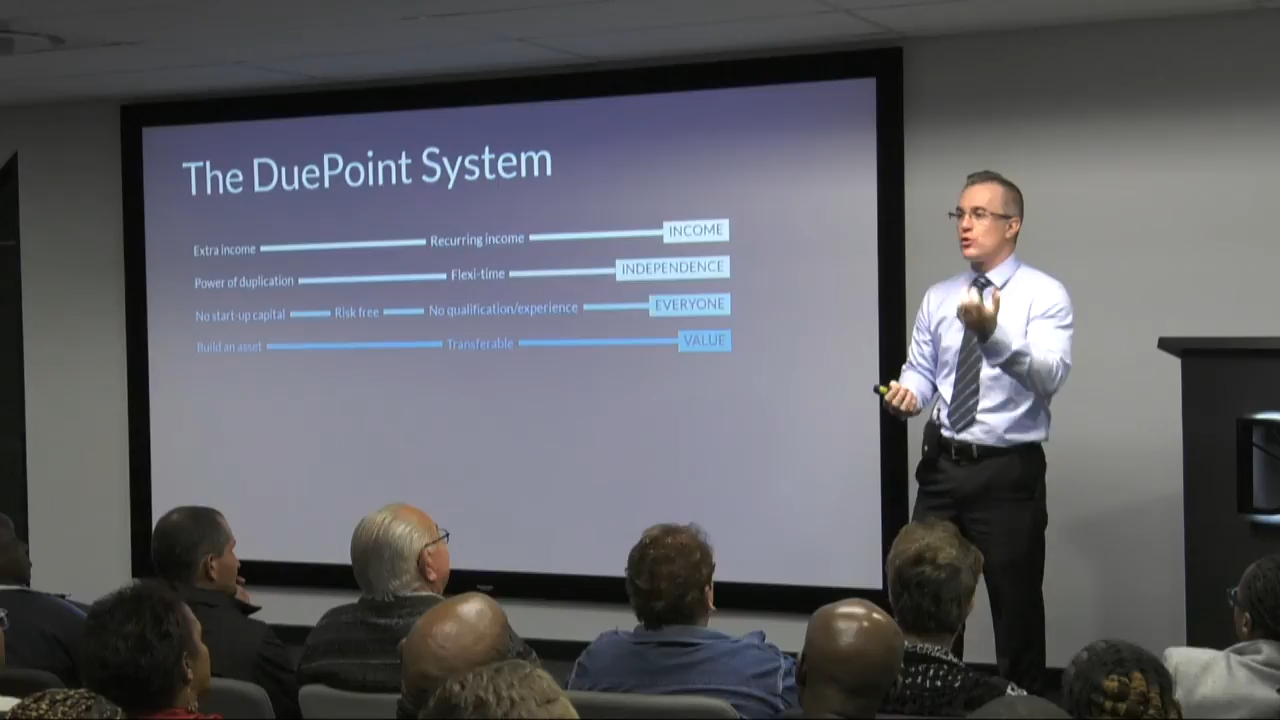 The DuePoint System
Extra income Recurring income INCOME
Power of duplication Flexi-time INDEPENDENCE
No start-up capital Risk free No qualification/experience EVERYONE
Build an asset Transferable VALUE